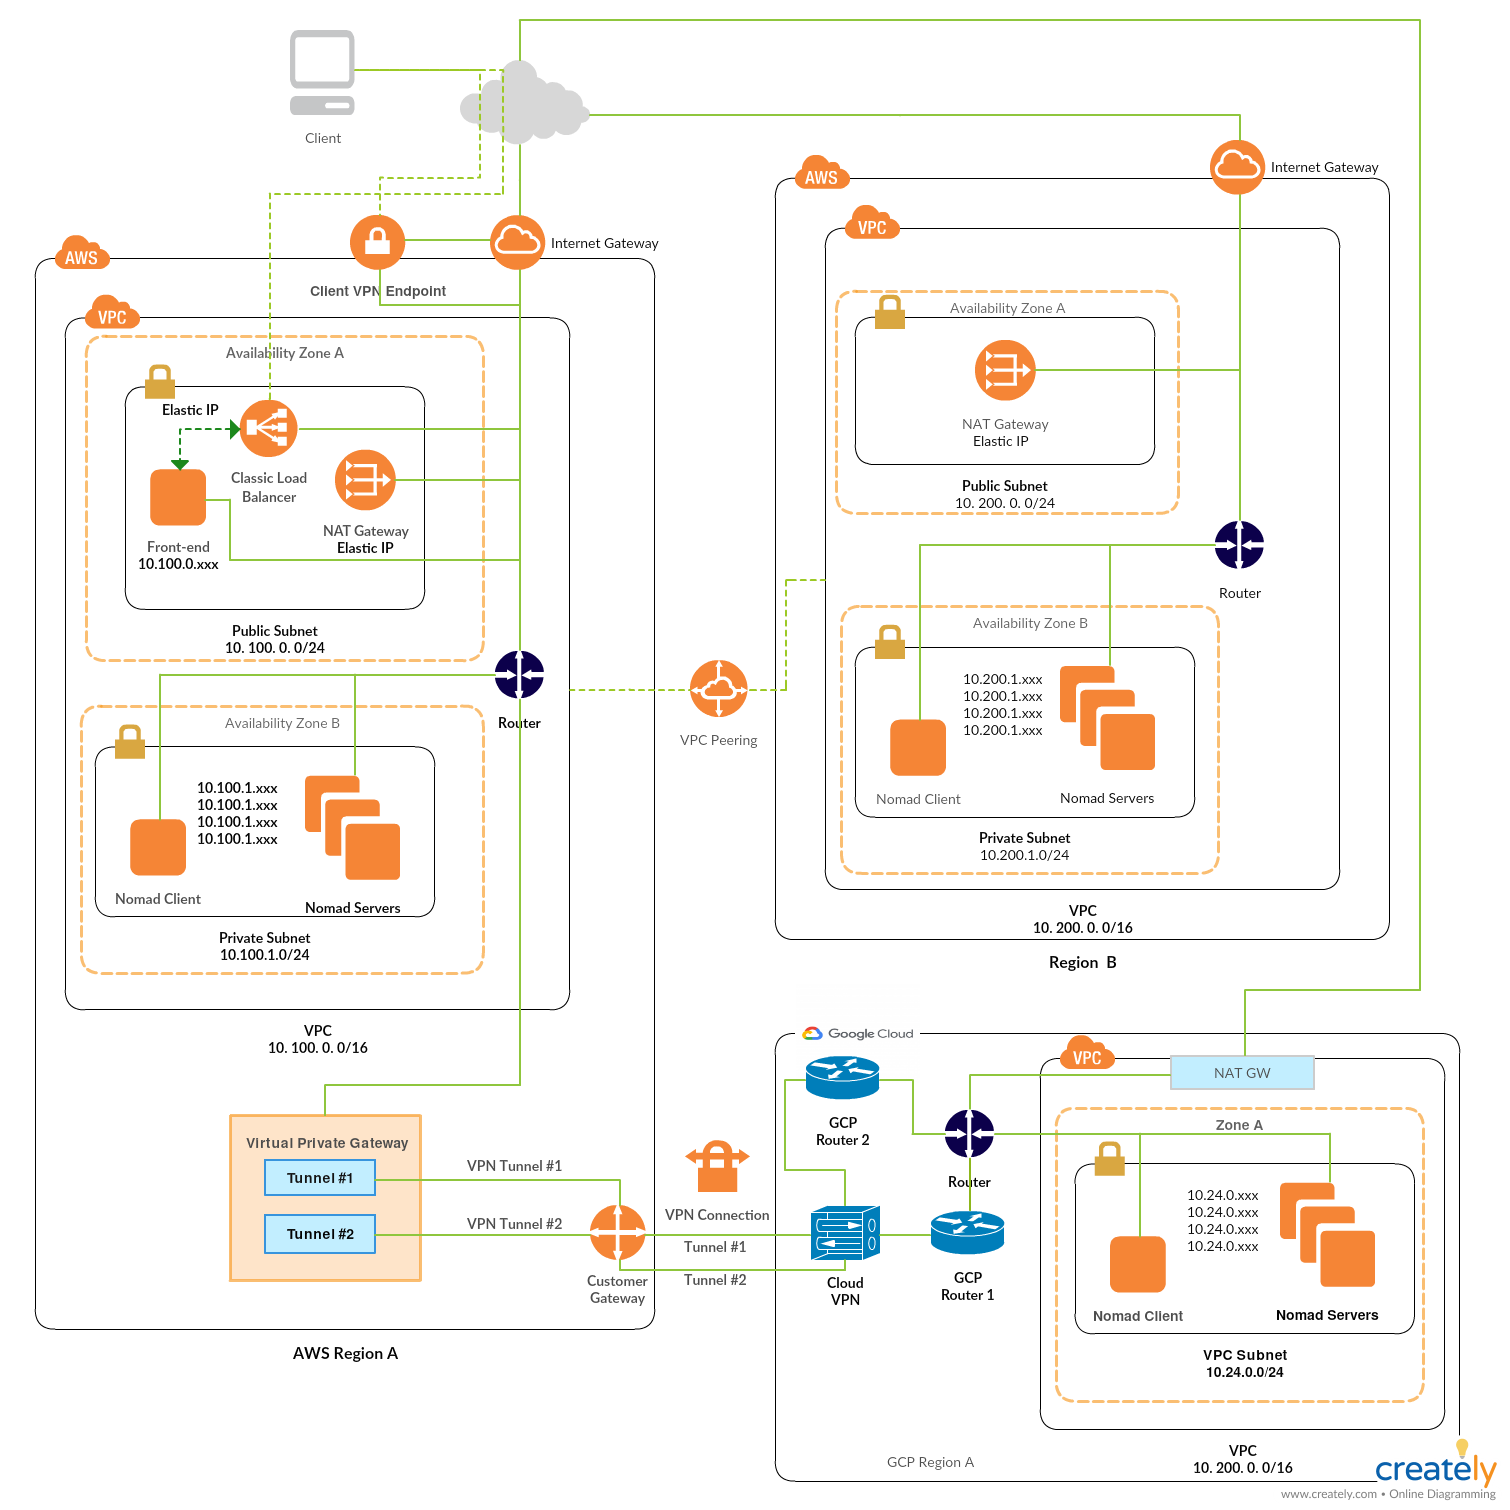 Client
AWS
Internet Gateway
Client VPN Endpoint
VPC
Availability Zone A
Elastic IP
Classic Load
Balancer
NAT Gateway
Elastic IP
Front-end
10.100.0.xxx
Public Subnet
10. 100. 0. 0/24
Router
Availability Zone B
10.100.1.xxx
10.100.1.xxx
10.100.1.xxx
10.100.1.xxx
Nomad Client
Nomad Servers
Private Subnet
10.100.1.0/24
VPC
10. 100. 0. 0/16
Virtual Private Gateway
Tunnel #1
Tunnel #2
VPN Tunnel #1
VPN Tunnel #2
Customer
Gateway
AWS Region A
VPC Peering
AWS
Internet Gateway
VPC
Availability Zone A
NAT Gateway
Elastic IP
Public Subnet
10. 200. 0. 0/24
Router
Availability Zone B
10.200.1.xxx
10.200.1.xxx
10.200.1.xxx
10.200.1.xxx
Nomad Client
Nomad Servers
Private Subnet
10.200.1.0/24
VPC
10. 200. 0. 0/16
Region B
VPN Connection
Tunnel #1
Tunnel #2
Google Cloud
GCP
Router 2
Router
Cloud
VPN
GCP
Router 1
VPC
NAT GW
Zone A
10.24.0.xxx
10.24.0.xxx
10.24.0.xxx
10.24.0.xxx
Nomad Client
Nomad Servers
VPC Subnet
10.24.0.0/24
VPC
10. 200. 0. 0/16
GCP Region A
creately
www.creately.com • Online Diagramming